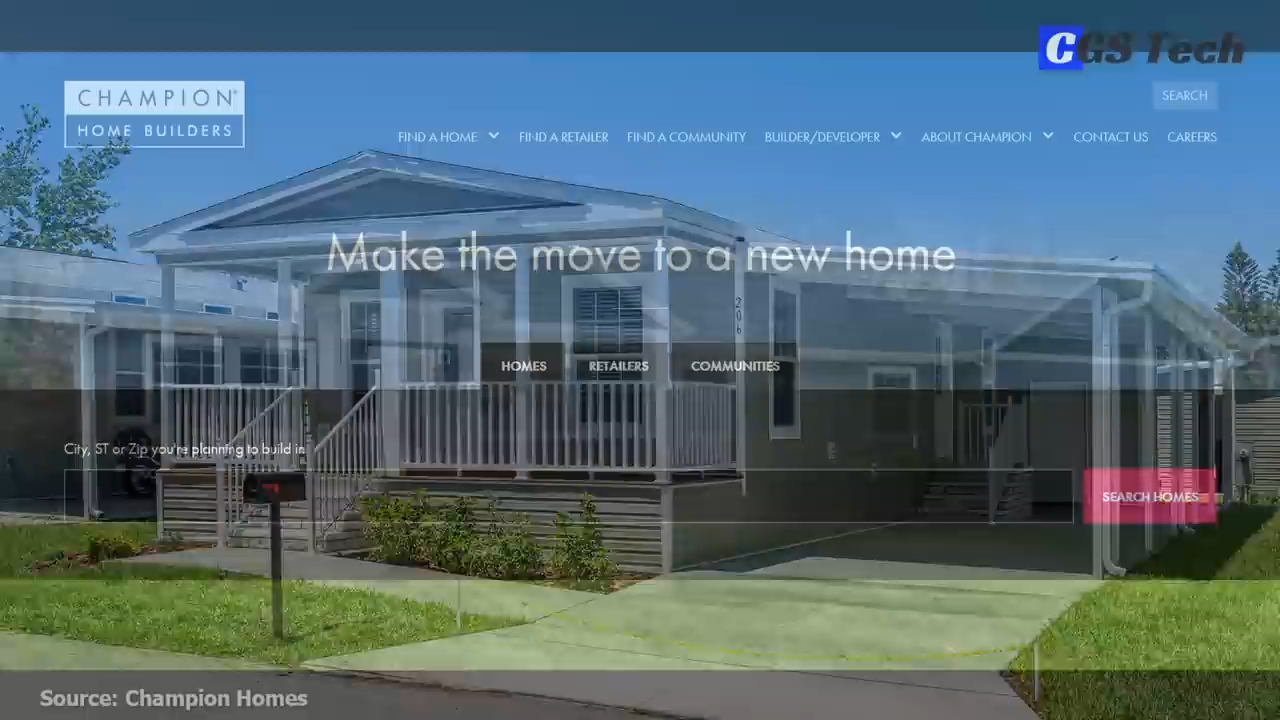 CGS Tech
CHAMPION®
HOME BUILDERS
SEARCH
FIND A HOME FIND A RETAILER FIND A COMMUNITY BUILDER/DEVELOPER ABOUT CHAMPION CONTACT US CAREERS
Make the move to a new home
206
HOMES RETAILERS COMMUNITIES
City, ST or Zip you're planning to build in
SEARCH HOMES
Source: Champion Homes